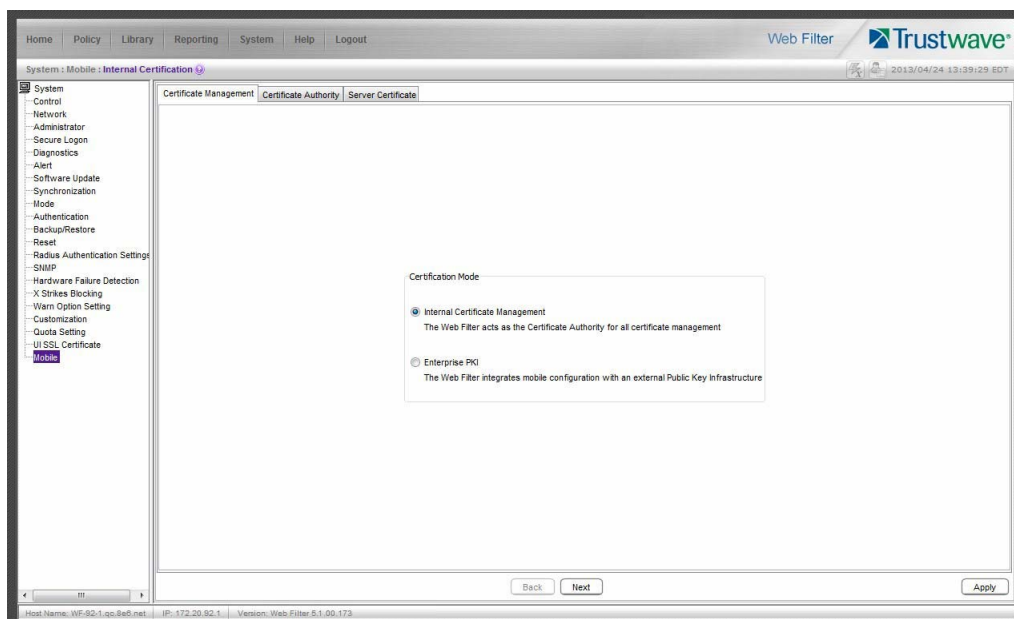 Home Policy Library Reporting System Help Logout
Web Filter Trustwave®
System : Mobile : Internal Certification
2013/04/24 13:39:29 EDT
System
Control
Network
Administrator
Secure Logon
Diagnostics
Alert
Software Update
Synchronization
Mode
Authentication
Backup/Restore
Reset
Radius Authentication Settings
SNMP
Hardware Failure Detection
X Strikes Blocking
Warn Option Setting
Customization
Quota Setting
UI SSL Certificate
Mobile
Certificate Management Certificate Authority Server Certificate
Certification Mode
Internal Certificate Management
The Web Filter acts as the Certificate Authority for all certificate management
Enterprise PKI
The Web Filter integrates mobile configuration with an external Public Key Infrastructure
Back Next Apply
Host Name: WF-92-1.qc.8e6.net IP: 172.20.92.1 Version: Web Filter 5.1.00.173